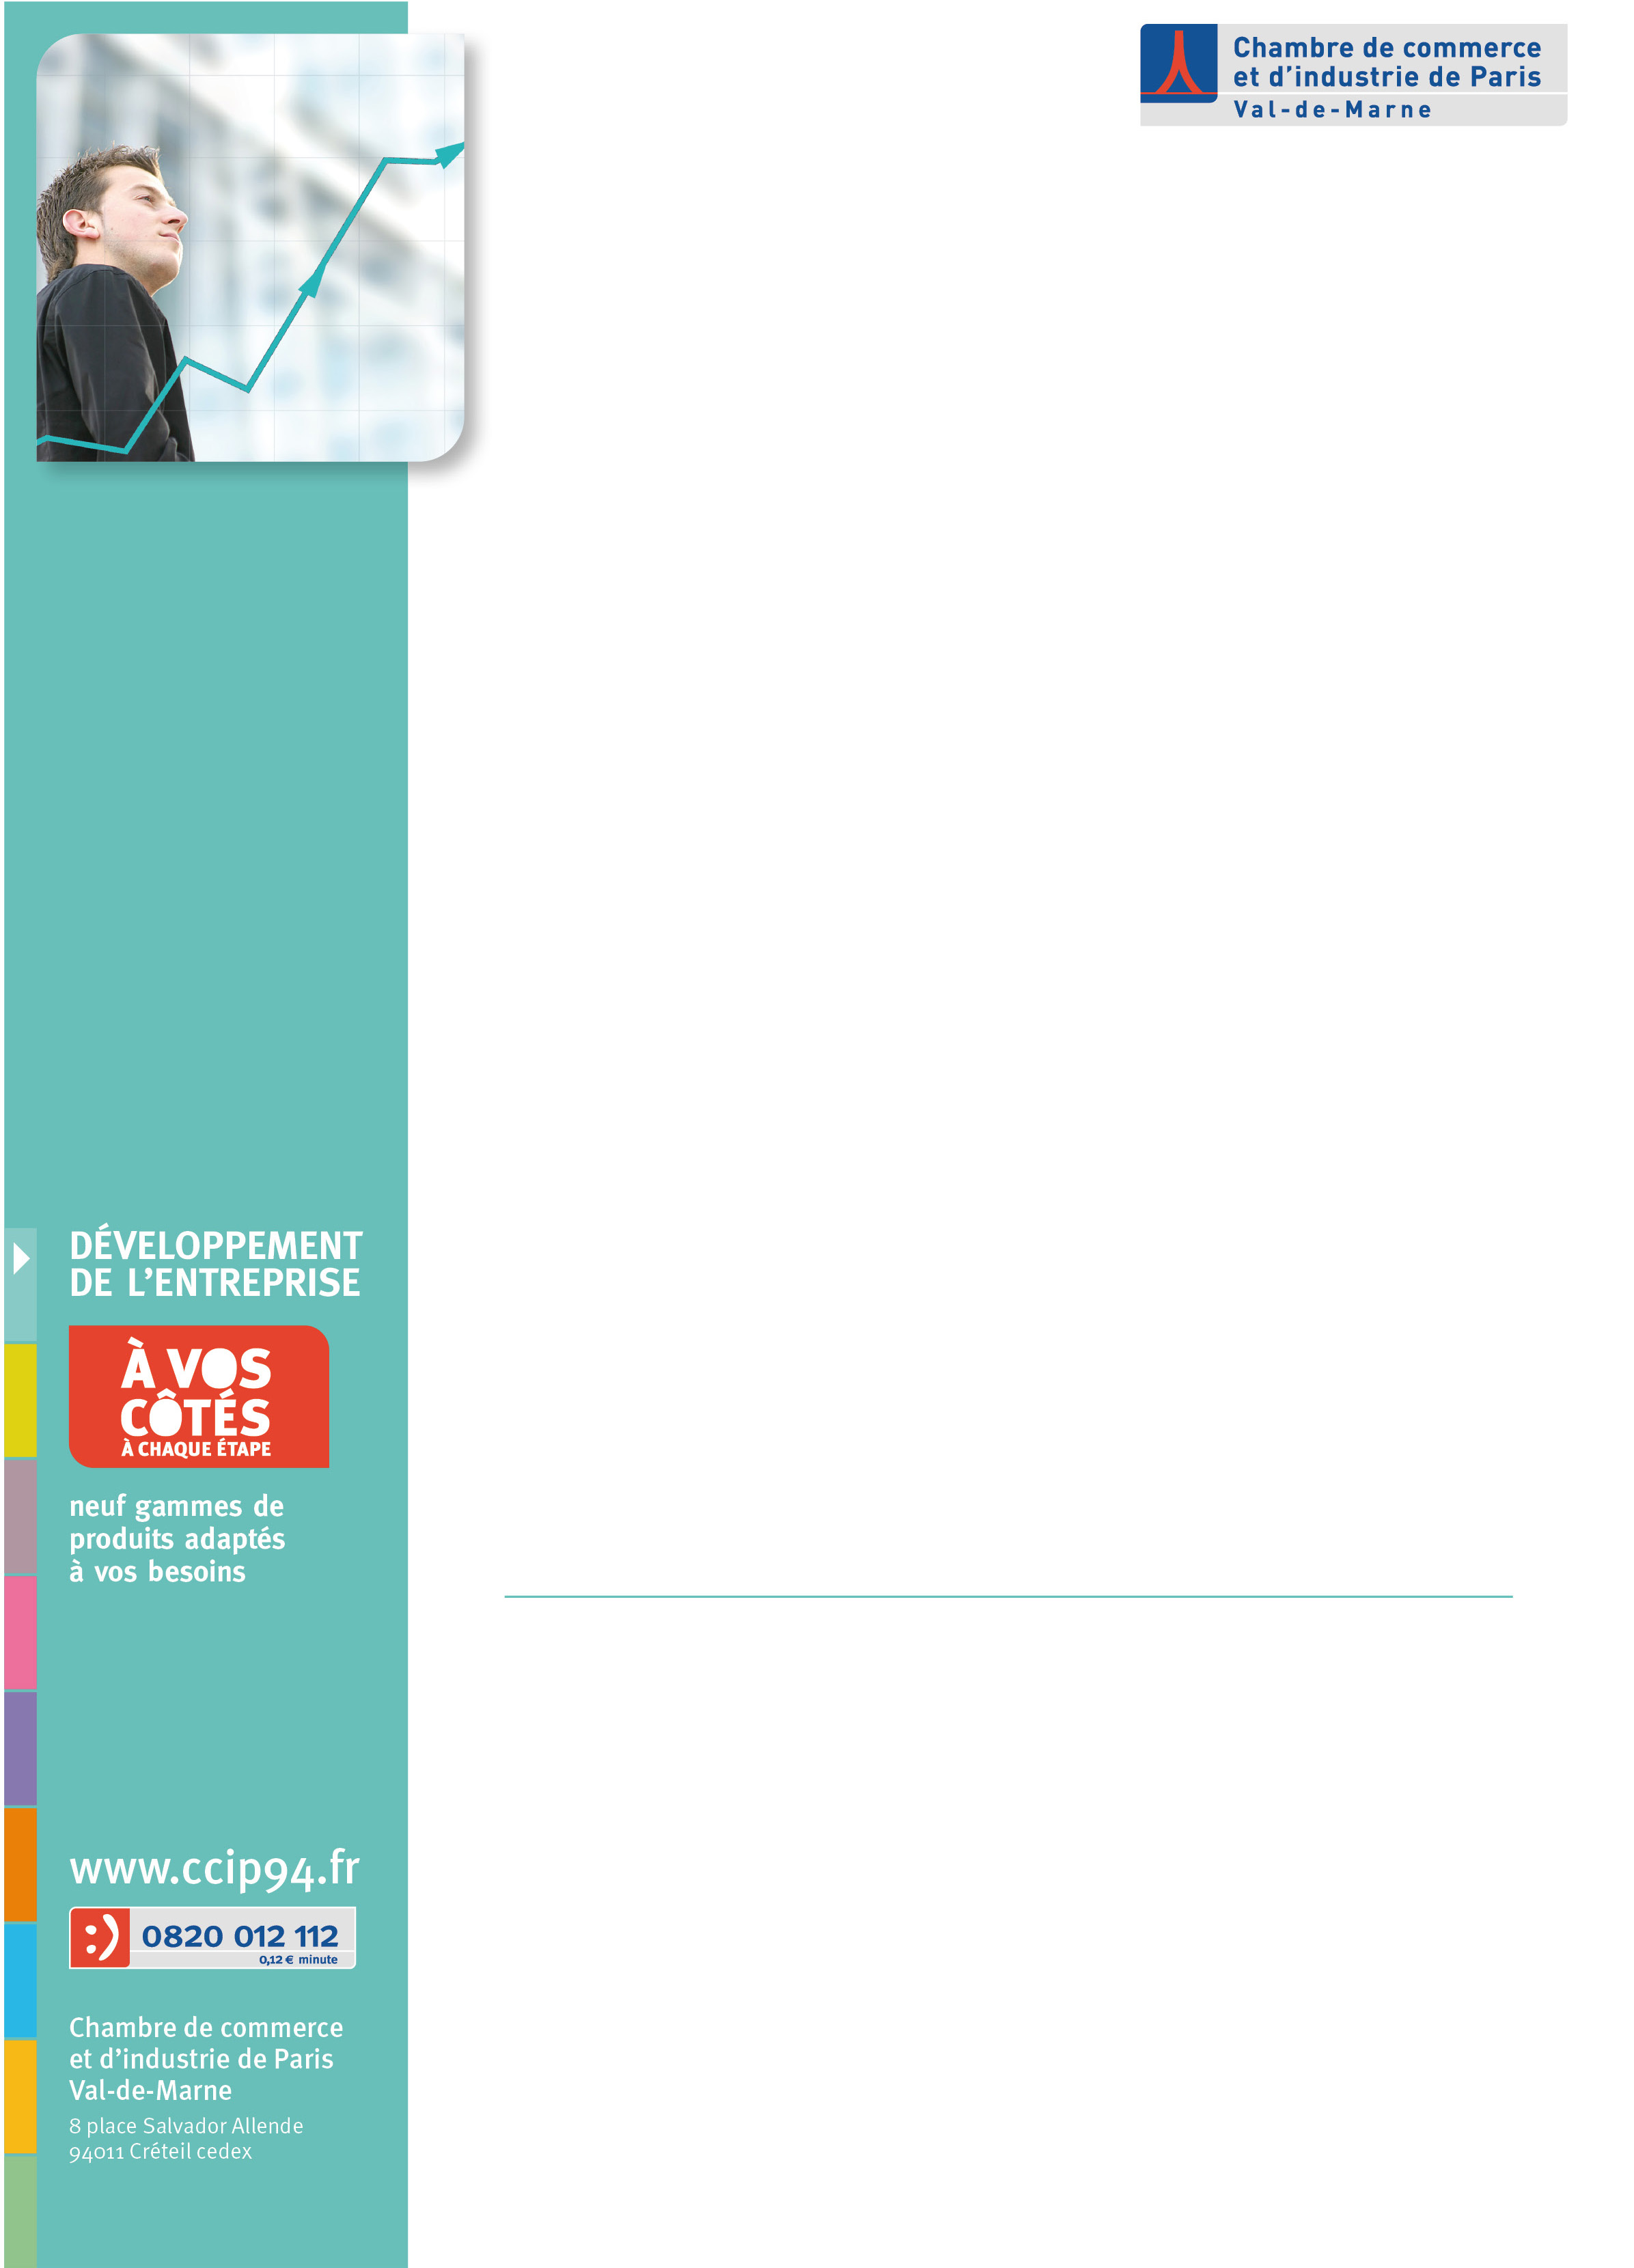 Chambre de commerce
et d'industrie de Paris
Val-de-Marne
DÉVELOPPEMENT
DE L'ENTREPRISE
À VOS
CÔTÉS
À CHAQUE ÉTAPE
neuf gammes de
produits adaptés
à vos besoins
www.ccip94.fr
:) 0820 012 112
0,12 € minute
Chambre de commerce
et d'industrie de Paris
Val-de-Marne
8 place Salvador Allende
94011 Créteil cedex